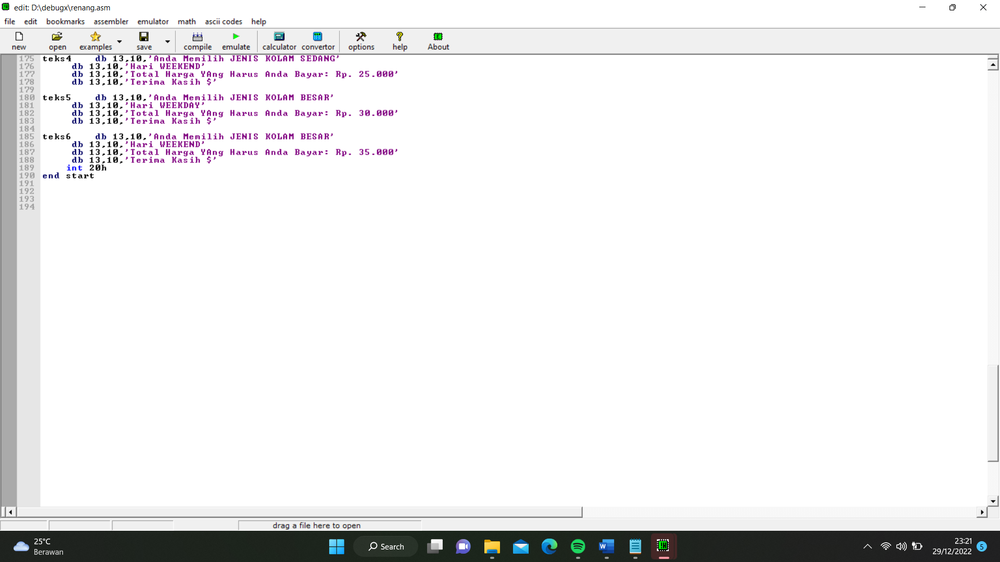 edit: D:\debugx\renang.asm
file edit bookmarks assembler emulator math ascii codes help
new open examples save compile emulate calculator convertor options help About
175 teks4 db 13,10,'Anda Memilih JENIS KOLAM SEDANG'
176 db 13,10,'Hari WEEKEND'
177 db 13,10,'Total Harga YAng Harus Anda Bayar: Rp. 25.000'
178 db 13,10,'Terima Kasih $'
179
180 teks5 db 13,10,'Anda Memilih JENIS KOLAM BESAR'
181 db 13,10,'Hari WEEKDAY'
182 db 13,10,'Total Harga YAng Harus Anda Bayar: Rp. 30.000'
183 db 13,10,'Terima Kasih $'
184
185 teks6 db 13,10,'Anda Memilih JENIS KOLAM BESAR'
186 db 13,10,'Hari WEEKEND'
187 db 13,10,'Total Harga YAng Harus Anda Bayar: Rp. 35.000'
188 db 13,10,'Terima Kasih $'
189 int 20h
190 end start
191
192
193
194
drag a file here to open
25°C
Berawan
Search
23:21
29/12/2022
5